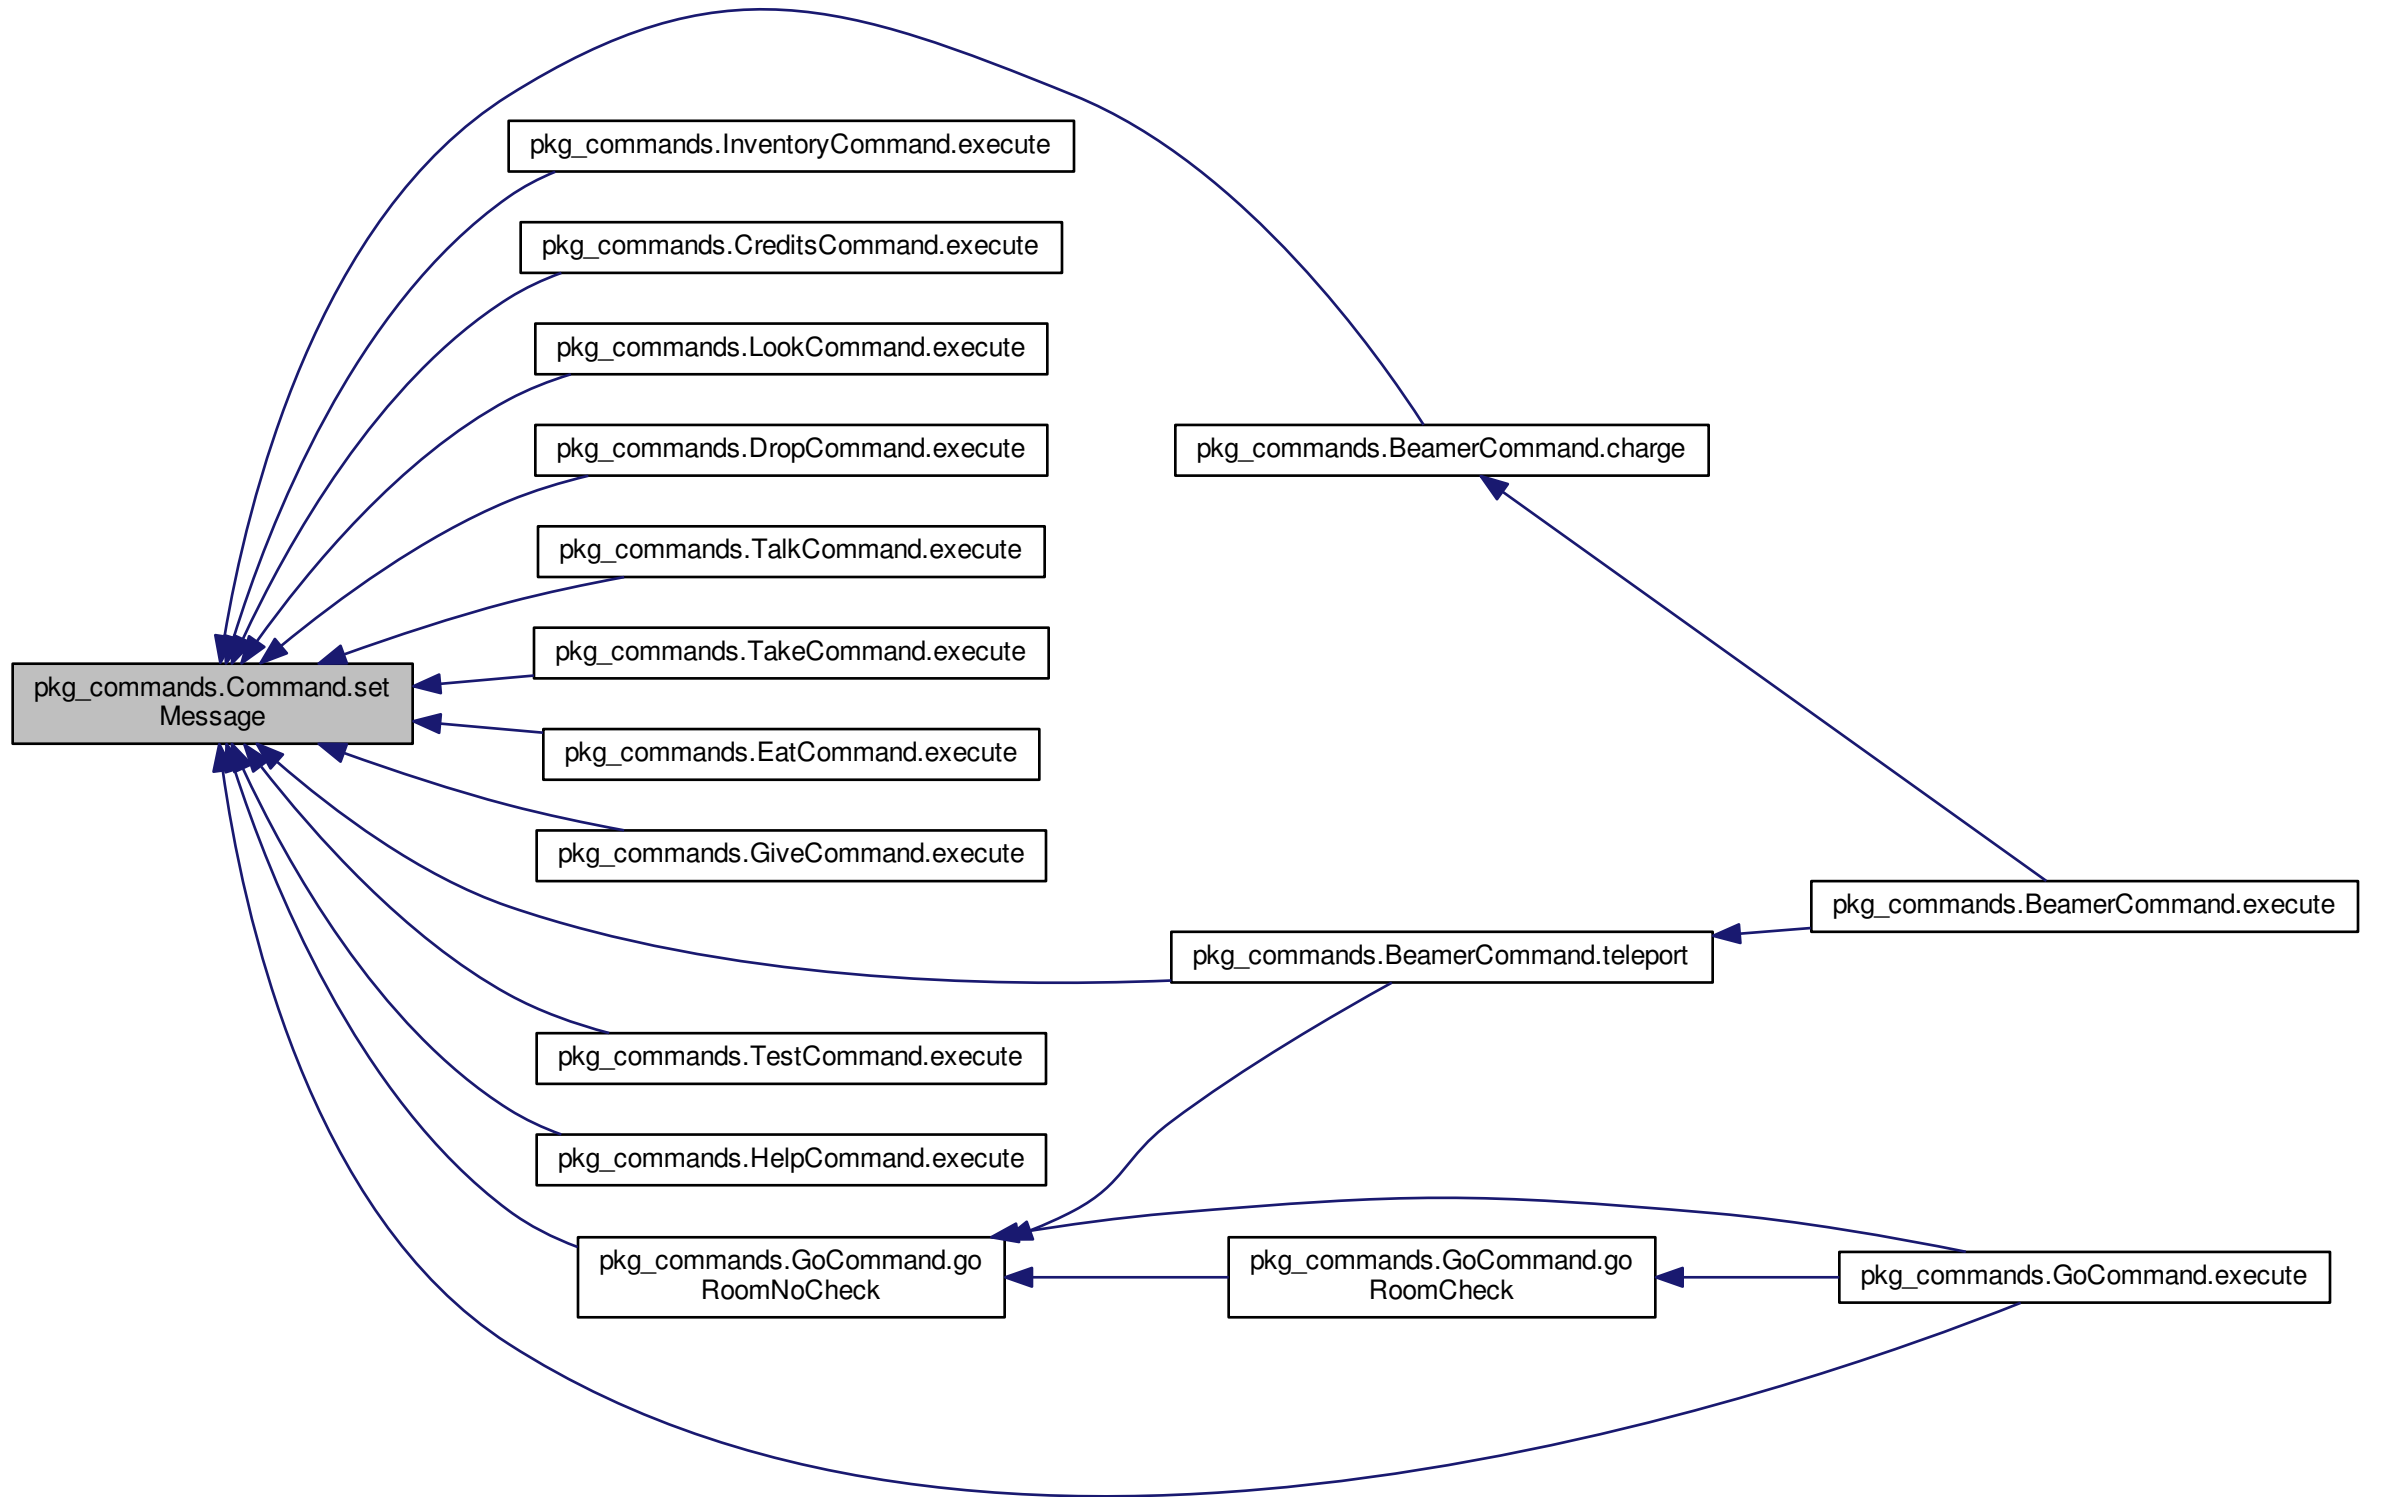 pkg_commands.InventoryCommand.execute
pkg_commands.CreditsCommand.execute
pkg_commands.LookCommand.execute
pkg_commands.DropCommand.execute
pkg_commands.BeamerCommand.charge
pkg_commands.TalkCommand.execute
pkg_commands.TakeCommand.execute
pkg_commands.Command.set
Message
pkg_commands.EatCommand.execute
pkg_commands.GiveCommand.execute
pkg_commands.BeamerCommand.execute
pkg_commands.BeamerCommand.teleport
pkg_commands.TestCommand.execute
pkg_commands.HelpCommand.execute
pkg_commands.GoCommand.go
RoomNoCheck
pkg_commands.GoCommand.go
RoomCheck
pkg_commands.GoCommand.execute